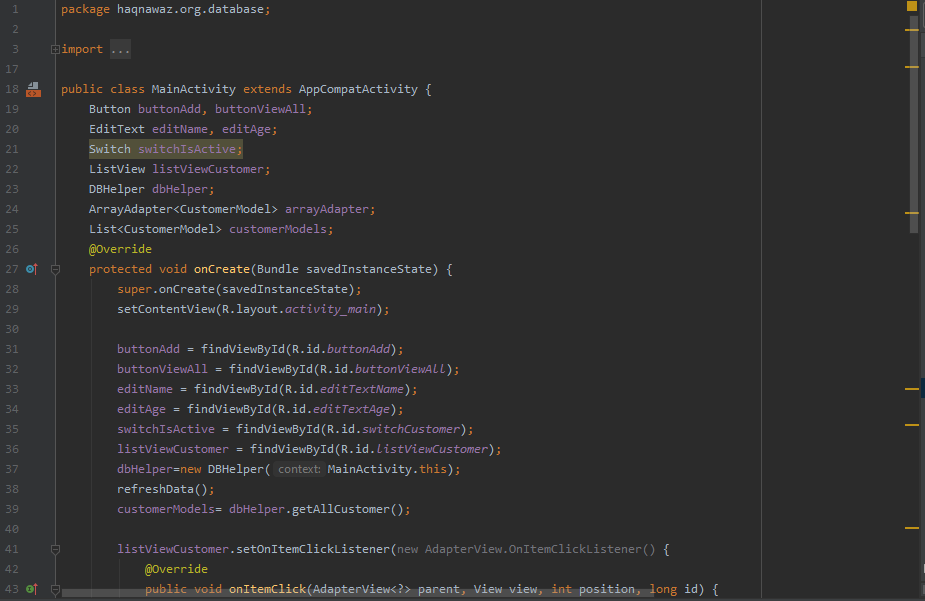 1 package haqnawaz.org.database;
2
3 import ...
17
18 public class MainActivity extends AppCompatActivity {
19 Button buttonAdd, buttonViewAll;
20 EditText editName, editAge;
21 Switch switchIsActive;
22 ListView listViewCustomer;
23 DBHelper dbHelper;
24 ArrayAdapter<CustomerModel> arrayAdapter;
25 List<CustomerModel> customerModels;
26 @Override
27 protected void onCreate(Bundle savedInstanceState) {
28 super.onCreate(savedInstanceState);
29 setContentView(R.layout.activity_main);
30
31 buttonAdd = findViewById(R.id.buttonAdd);
32 buttonViewAll = findViewById(R.id.buttonViewAll);
33 editName = findViewById(R.id.editTextName);
34 editAge = findViewById(R.id.editTextAge);
35 switchIsActive = findViewById(R.id.switchCustomer);
36 listViewCustomer = findViewById(R.id.listViewCustomer);
37 dbHelper=new DBHelper( context: MainActivity.this);
38 refreshData();
39 customerModels= dbHelper.getAllCustomer();
40
41 listViewCustomer.setOnItemClickListener(new AdapterView.OnItemClickListener() {
42 @Override
43 public void onItemClick(AdapterView<?> parent, View view, int position, long id) {